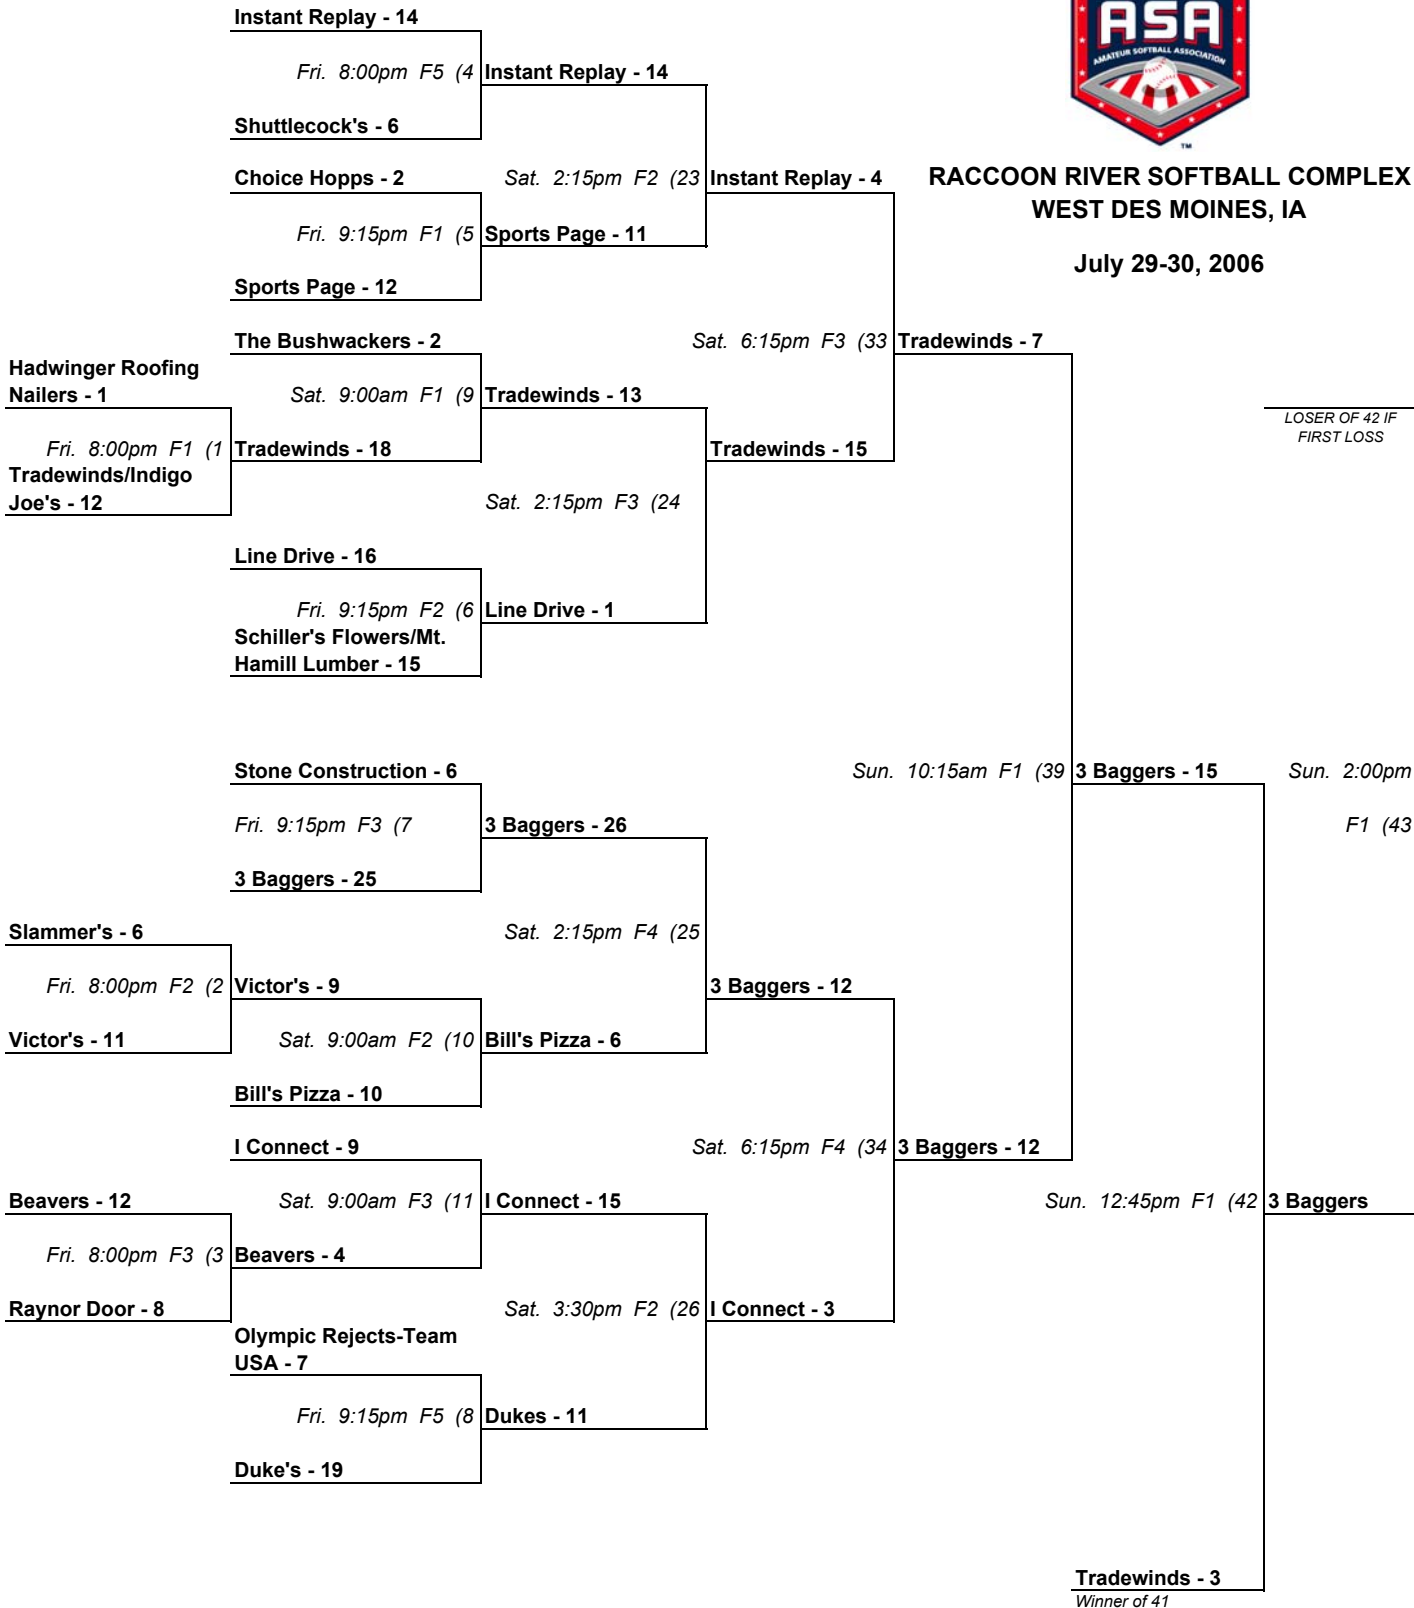 Instant Replay - 14
ASA
AMATEUR SOFTBALL ASSOCIATION
TM
Fri. 8:00pm F5 (4 Instant Replay - 14
Shuttlecock's - 6
Choice Hopps - 2 Sat. 2:15pm F2 (23 Instant Replay - 4 RACCOON RIVER SOFTBALL COMPLEX
WEST DES MOINES, IA
Fri. 9:15pm F1 (5 Sports Page - 11
July 29-30, 2006
Sports Page - 12
The Bushwackers - 2 Sat. 6:15pm F3 (33 Tradewinds - 7
Hadwinger Roofing
Nailers - 1 Sat. 9:00am F1 (9 Tradewinds - 13
LOSER OF 42 IF
FIRST LOSS
Fri. 8:00pm F1 (1 Tradewinds - 18 Tradewinds - 15
Tradewinds/Indigo
Joe's - 12 Sat. 2:15pm F3 (24
Line Drive - 16
Fri. 9:15pm F2 (6 Line Drive - 1
Schiller's Flowers/Mt.
Hamill Lumber - 15
Stone Construction - 6 Sun. 10:15am F1 (39 3 Baggers - 15 Sun. 2:00pm
Fri. 9:15pm F3 (7 3 Baggers - 26 F1 (43
3 Baggers - 25
Slammer's - 6 Sat. 2:15pm F4 (25
Fri. 8:00pm F2 (2 Victor's - 9 3 Baggers - 12
Victor's - 11 Sat. 9:00am F2 (10 Bill's Pizza - 6
Bill's Pizza - 10
I Connect - 9 Sat. 6:15pm F4 (34 3 Baggers - 12
Beavers - 12 Sat. 9:00am F3 (11 I Connect - 15 Sun. 12:45pm F1 (42 3 Baggers
Fri. 8:00pm F3 (3 Beavers - 4
Raynor Door - 8 Sat. 3:30pm F2 (26 I Connect - 3
Olympic Rejects-Team
USA - 7
Fri. 9:15pm F5 (8 Dukes - 11
Duke's - 19
Tradewinds - 3
Winner of 41